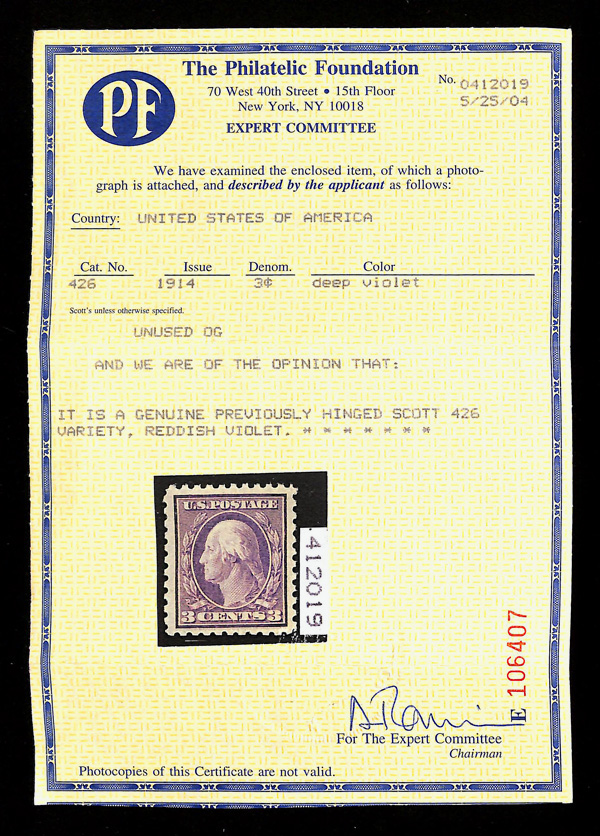 PF
The Philatelic Foundation
70 West 40th Street • 15th Floor
New York, NY 10018
EXPERT COMMITTEE
No. 0412019
5/25/04
We have examined the enclosed item, of which a photo-
graph is attached, and described by the applicant as follows:
Country: UNITED STATES OF AMERICA
Cat. No. Issue Denom. Color
426 1914 3¢ deep violet
Scott's unless otherwise specified.
UNUSED OG
AND WE ARE OF THE OPINION THAT:
IT IS A GENUINE PREVIOUSLY HINGED SCOTT 426
VARIETY, REDDISH VIOLET. * * * * * * *
U.S. POSTAGE
3 CENTS 3
412019
E 106407
For The Expert Committee
Chairman
Photocopies of this Certificate are not valid.